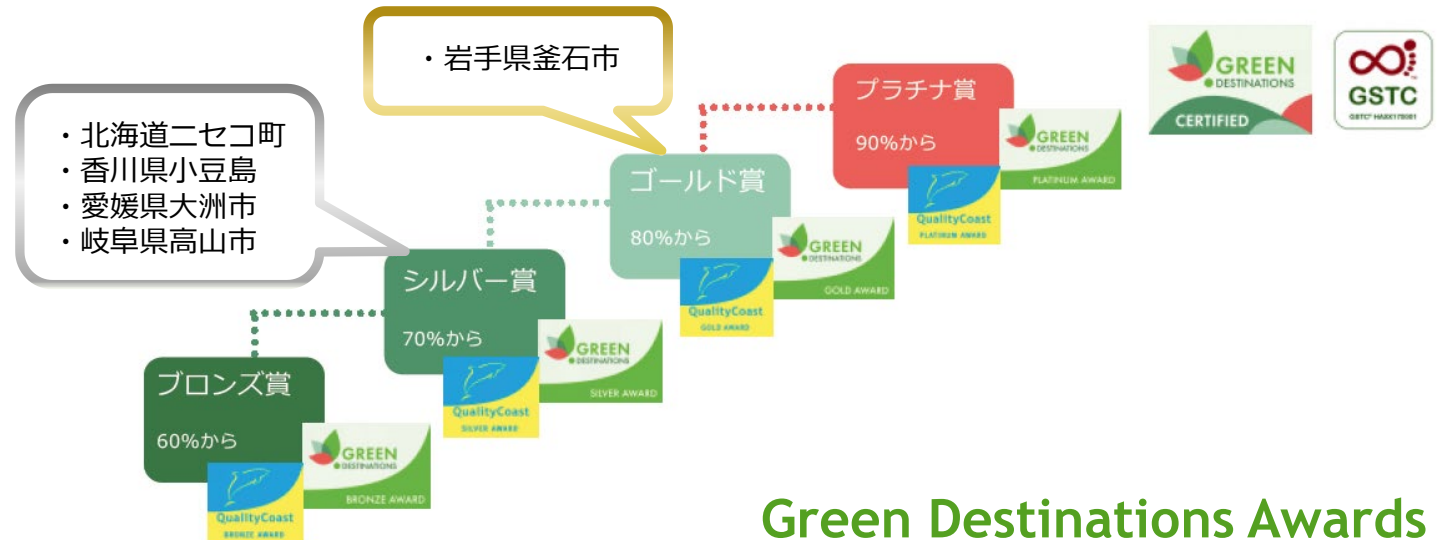 ・岩手県釜石市
・北海道ニセコ町
・香川県小豆島
・愛媛県大洲市
・岐阜県高山市
プラチナ賞
90%から
GREEN
DESTINATIONS
PLATINUM AWARD
QualityCoast
PLATINUM AWARD
GREEN
DESTINATIONS
CERTIFIED
GSTC
ゴールド賞
80%から
GREEN
DESTINATIONS
GOLD AWARD
QualityCoast
GOLD AWARD
シルバー賞
70%から
GREEN
DESTINATIONS
SILVER AWARD
QualityCoast
SILVER AWARD
ブロンズ賞
60%から
GREEN
DESTINATIONS
BRONZE AWARD
QualityCoast
BRONZE AWARD
Green Destinations Awards